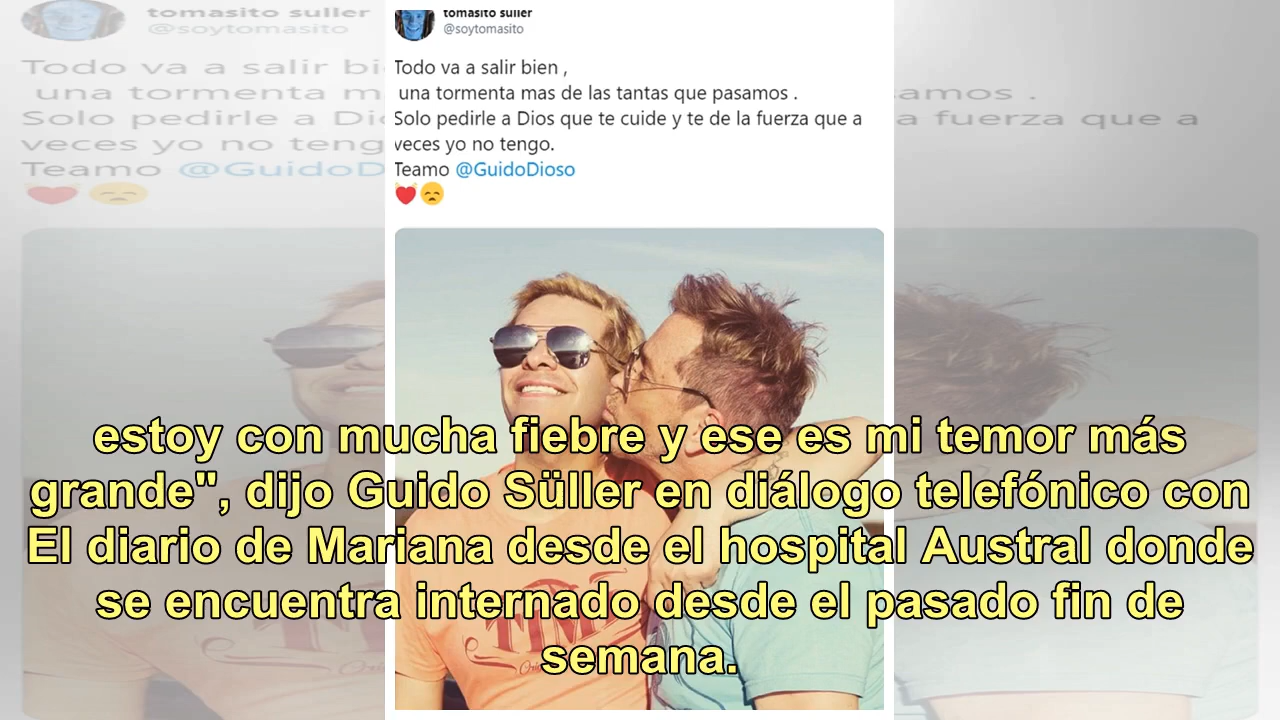 tomasito suller
@soytomasito
Todo va a salir bien ,
una tormenta mas de las tantas que pasamos .
Solo pedirle a Dios que te cuide y te de la fuerza que a
veces yo no tengo.
Teamo @GuidoDioso
estoy con mucha fiebre y ese es mi temor más
grande", dijo Guido Süller en diálogo telefónico con
El diario de Mariana desde el hospital Austral donde
se encuentra internado desde el pasado fin de
semana.
TIME